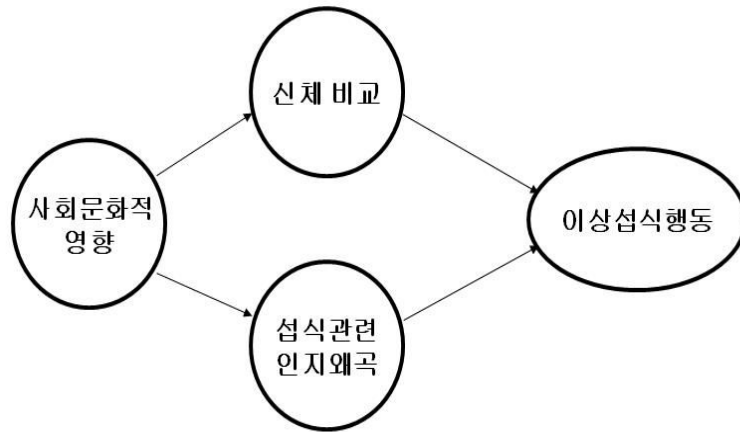 신체 비교
사회문화적
영향
이상섭식행동
섭식관련
인지왜곡